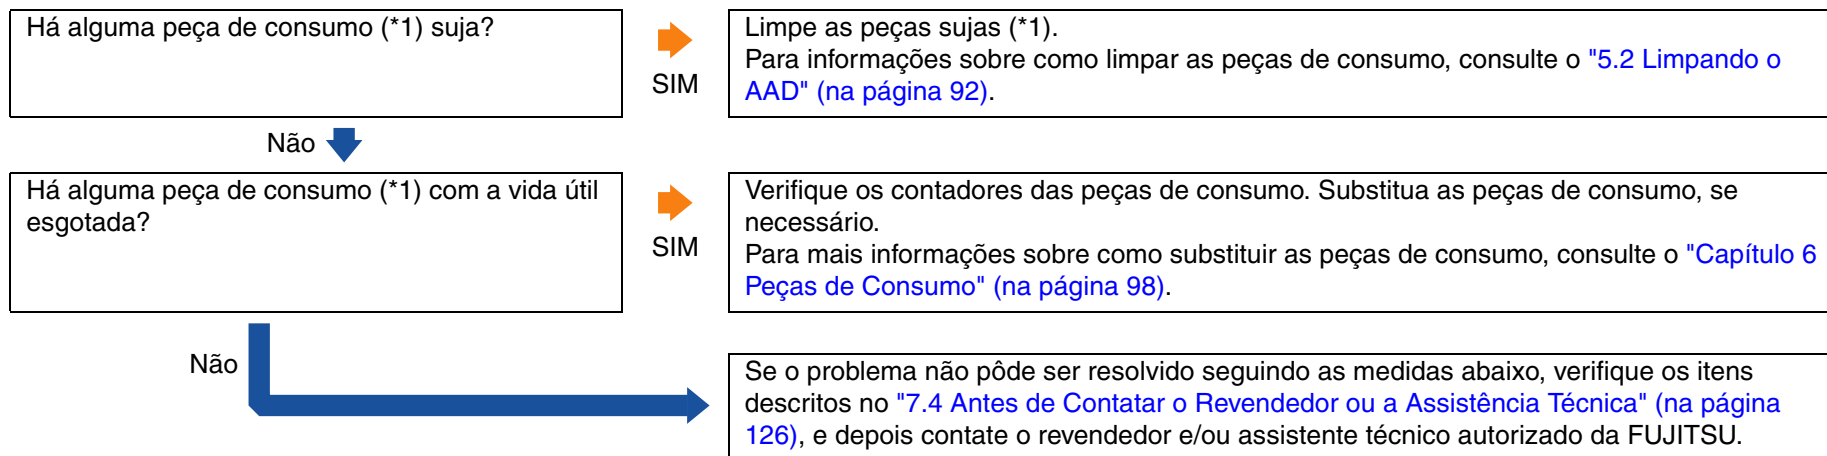 Há alguma peça de consumo (*1) suja?
SIM
Limpe as peças sujas (*1).
Para informações sobre como limpar as peças de consumo, consulte o "5.2 Limpando o
AAD" (na página 92).
Não
Há alguma peça de consumo (*1) com a vida útil
esgotada?
SIM
Verifique os contadores das peças de consumo. Substitua as peças de consumo, se
necessário.
Para mais informações sobre como substituir as peças de consumo, consulte o "Capítulo 6
Peças de Consumo" (na página 98).
Não
Se o problema não pôde ser resolvido seguindo as medidas abaixo, verifique os itens
descritos no "7.4 Antes de Contatar o Revendedor ou a Assistência Técnica" (na página
126), e depois contate o revendedor e/ou assistente técnico autorizado da FUJITSU.